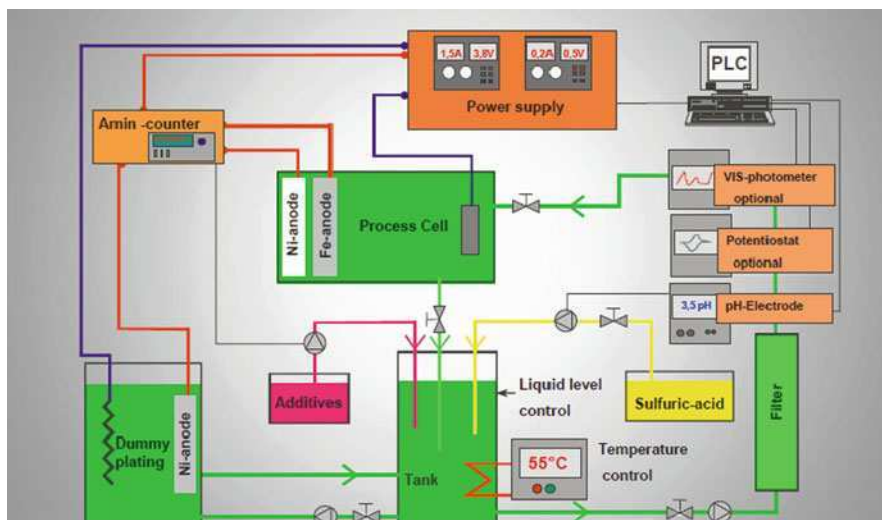 1,5A 3,8V 0,2A 0,5V
Power supply
PLC
Amin -counter
VIS-photometer
optional
Ni-anode
Fe-anode
Process Cell
Potentiostat
optional
3,5 pH
pH-Electrode
Additives
Liquid level
control
Sulfuric-acid
Filter
Dummy
plating
Ni-anode
Tank
55°C
Temperature
control